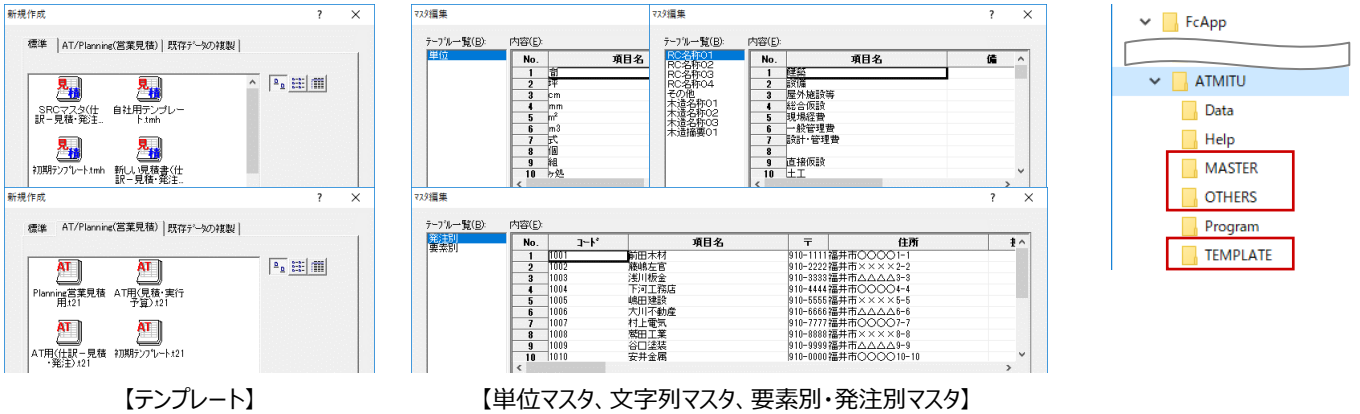 新規作成
? ×
標準 AT/Planning(営業見積) 既存データの複製
SRCマスタ(仕訳－見積・発注..
自社用テンプレート.tmh
初期テンプレート.tmh
新しい見積書(仕訳－見積・発注..
新規作成
? ×
標準 AT/Planning(営業見積) 既存データの複製
Planning営業見積用.t21
AT用(見積・実行予算).t21
AT用(仕訳－見積・発注).t21
初期テンプレート.t21
【テンプレート】
マスタ編集
テーブル一覧(B):
内容(E):
単位
No. 項目名
1 間
2 坪
3 cm
4 mm
5 m²
6 m3
7 式
8 個
9 組
10 ヶ処
マスタ編集
? ×
テーブル一覧(B):
内容(E):
RC名称01
RC名称02
RC名称03
RC名称04
その他
木造名称01
木造名称02
木造名称03
木造摘要01
No. 項目名 備
1 建築
2 設備
3 屋外施設等
4 総合仮設
5 現場経費
6 一般管理費
7 設計・管理費
8
9 直接仮設
10 土工
マスタ編集
? ×
テーブル一覧(B):
内容(E):
発注別
要素別
No. コード 項目名 〒 住所
1 1001 前田木材 910-1111 福井市○○○○1-1
2 1002 藤嶋左官 910-2222 福井市××××2-2
3 1003 浅川板金 910-3333 福井市△△△△3-3
4 1004 下河工務店 910-4444 福井市○○○○4-4
5 1005 嶋田建設 910-5555 福井市××××5-5
6 1006 大川不動産 910-6666 福井市△△△△6-6
7 1007 村上電気 910-7777 福井市○○○○7-7
8 1008 鷲田工業 910-8888 福井市××××8-8
9 1009 谷口塗装 910-9999 福井市△△△△9-9
10 1010 安井金属 910-0000 福井市○○○○10-10
【単位マスタ、文字列マスタ、要素別・発注別マスタ】
FcApp
ATMITU
Data
Help
MASTER
OTHERS
Program
TEMPLATE